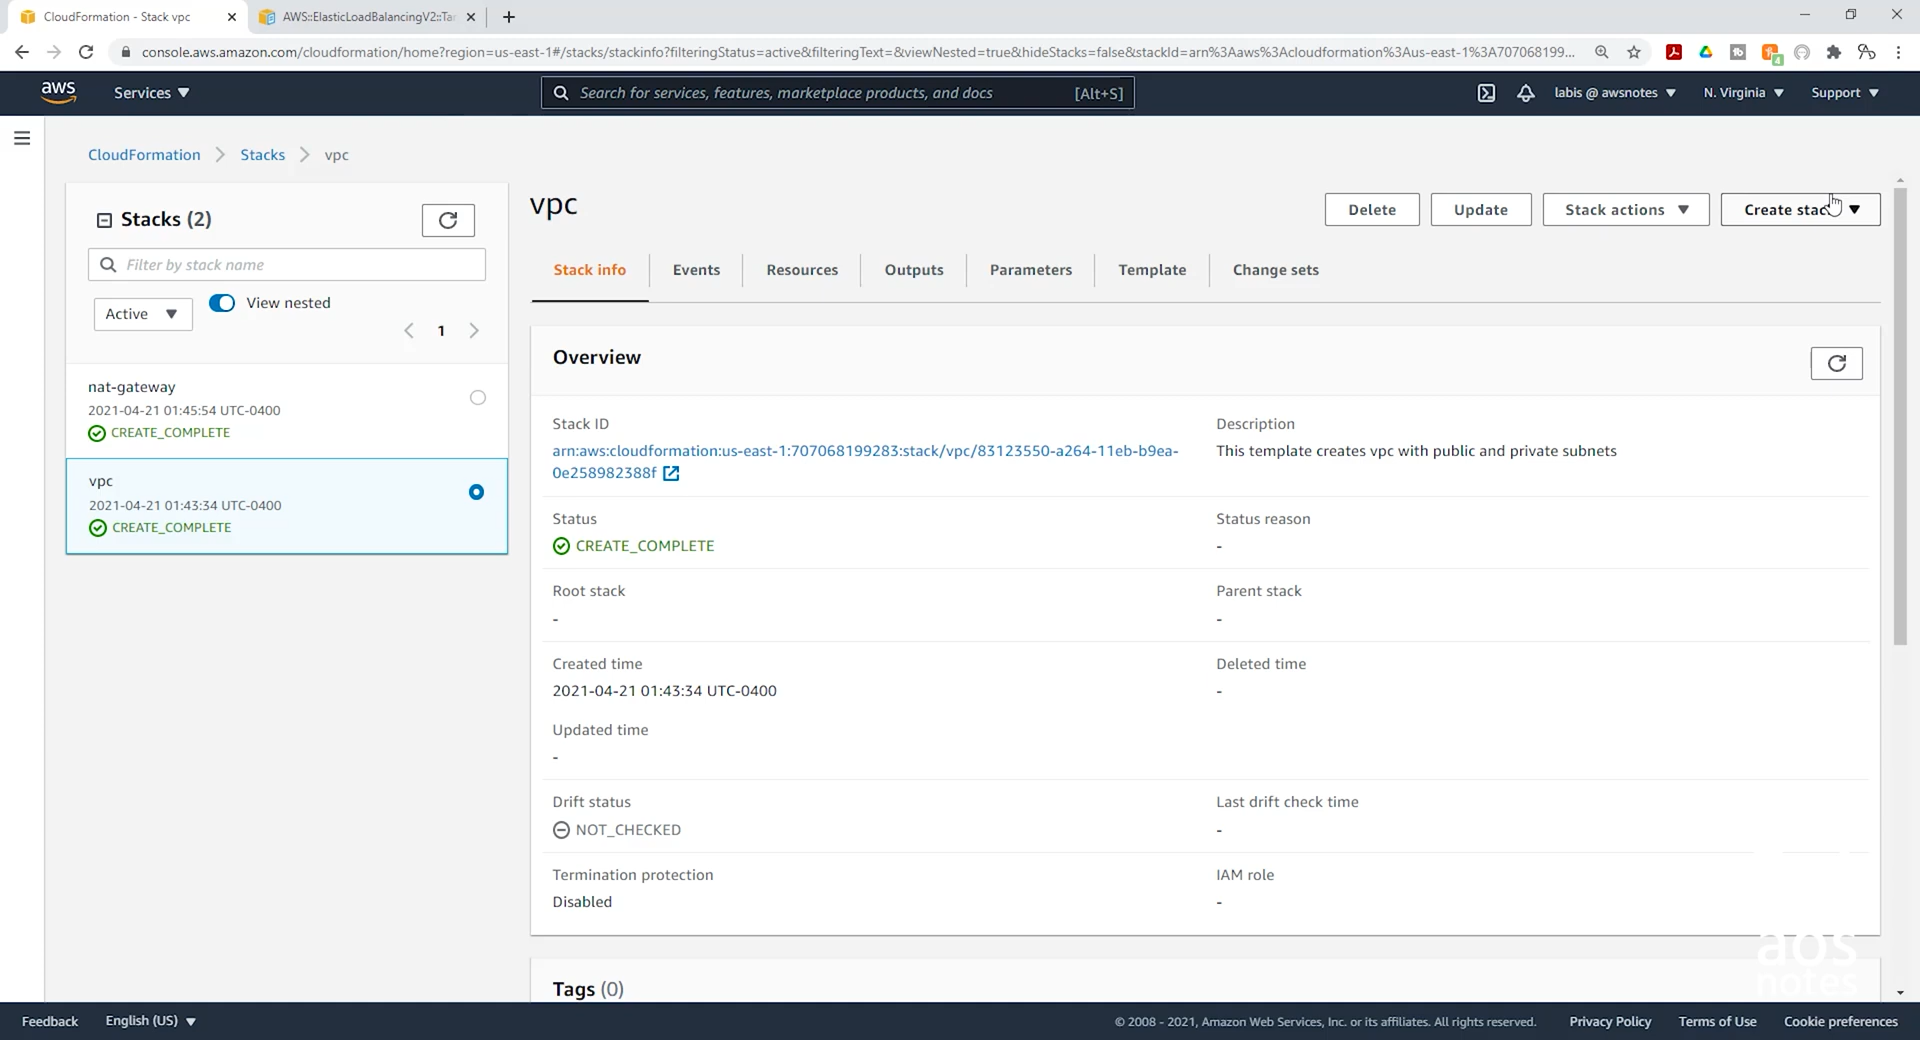 CloudFormation - Stack vpc
AWS::ElasticLoadBalancingV2::Ta
console.aws.amazon.com/cloudformation/home?region=us-east-1#/stacks/stackinfo?filteringStatus=active&filteringText=&viewNested=true&hideStacks=false&stackId=arn%3Aaws%3Acloudformation%3Aus-east-1%3A707068199...
4
aws
Services
Search for services, features, marketplace products, and docs
[Alt+S]
labis @ awsnotes
N. Virginia
Support
CloudFormation
Stacks
vpc
Stacks (2)
Filter by stack name
Active
View nested
1
nat-gateway
2021-04-21 01:45:54 UTC-0400
CREATE_COMPLETE
vpc
2021-04-21 01:43:34 UTC-0400
CREATE_COMPLETE
vpc
Delete
Update
Stack actions
Create stac
Stack info
Events
Resources
Outputs
Parameters
Template
Change sets
Overview
Stack ID
arn:aws:cloudformation:us-east-1:707068199283:stack/vpc/83123550-a264-11eb-b9ea-
0e258982388f
Description
This template creates vpc with public and private subnets
Status
CREATE_COMPLETE
Status reason
-
Root stack
-
Parent stack
-
Created time
2021-04-21 01:43:34 UTC-0400
Deleted time
-
Updated time
-
Drift status
NOT_CHECKED
Last drift check time
-
Termination protection
Disabled
IAM role
-
Tags (0)
aos
notes
Feedback
English (US)
© 2008 - 2021, Amazon Web Services, Inc. or its affiliates. All rights reserved.
Privacy Policy
Terms of Use
Cookie preferences